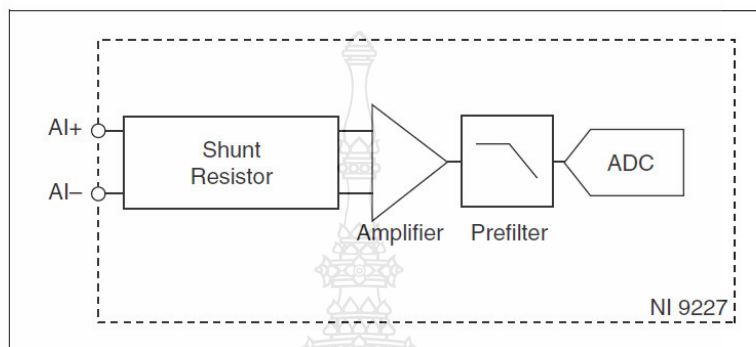 AI+
AI–
Shunt
Resistor
Amplifier
Prefilter
ADC
NI 9227